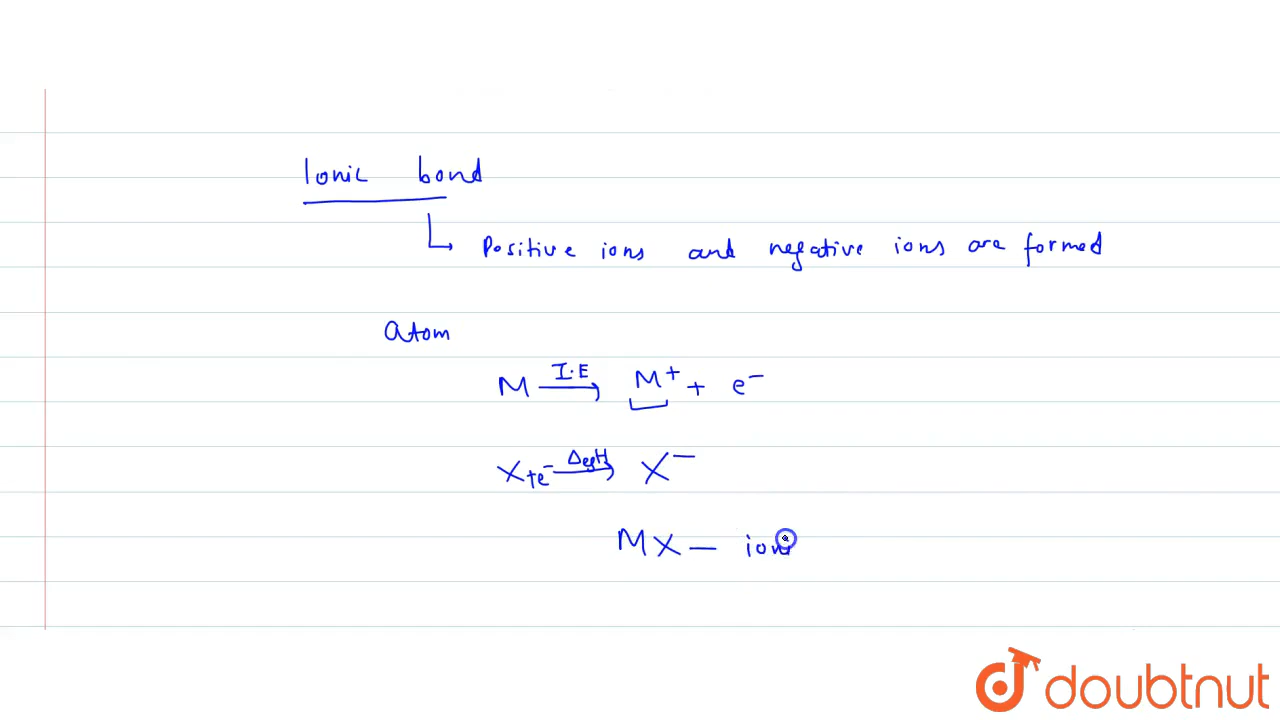 Ionic bond
Positive ions and negative ions are formed
atom
M I.E → M+ + e−
X + e− ΔegH → X−
MX — ion
doubtnut